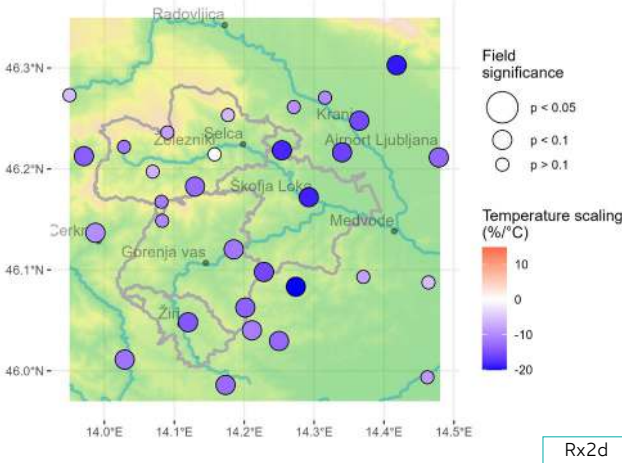 Radovljica
46.3°N
Kranj
Selca
Železniki
Airport Ljubljana
46.2°N
Škofja Loka
Medvode
Cerkno
Gorenja vas
46.1°N
Žiri
46.0°N
14.0°E 14.1°E 14.2°E 14.3°E 14.4°E 14.5°E
Field
significance
p < 0.05
p < 0.1
p > 0.1
Temperature scaling
(%/°C)
10
0
-10
-20
Rx2d